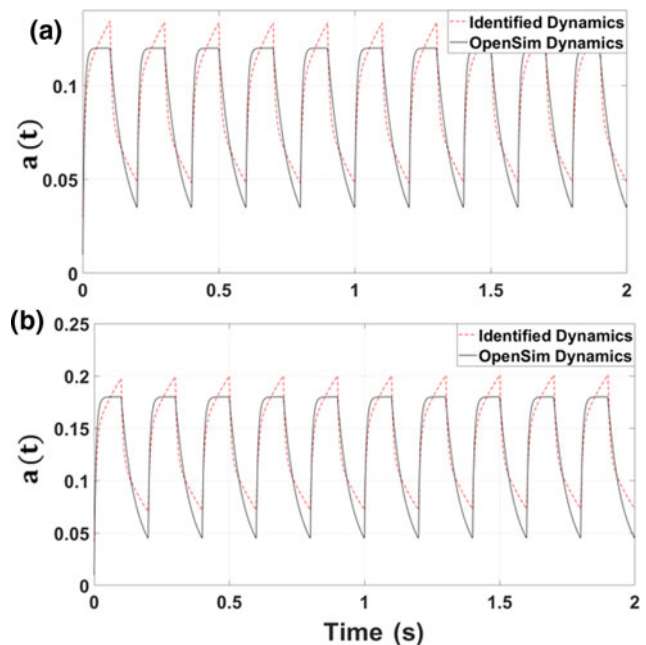 (a)
Identified Dynamics
OpenSim Dynamics
a(t)
0.1
0.05
0
0
0.5
1
1.5
2
(b)
0.25
Identified Dynamics
OpenSim Dynamics
a(t)
0.2
0.15
0.1
0.05
0
0
0.5
1
1.5
2
Time (s)